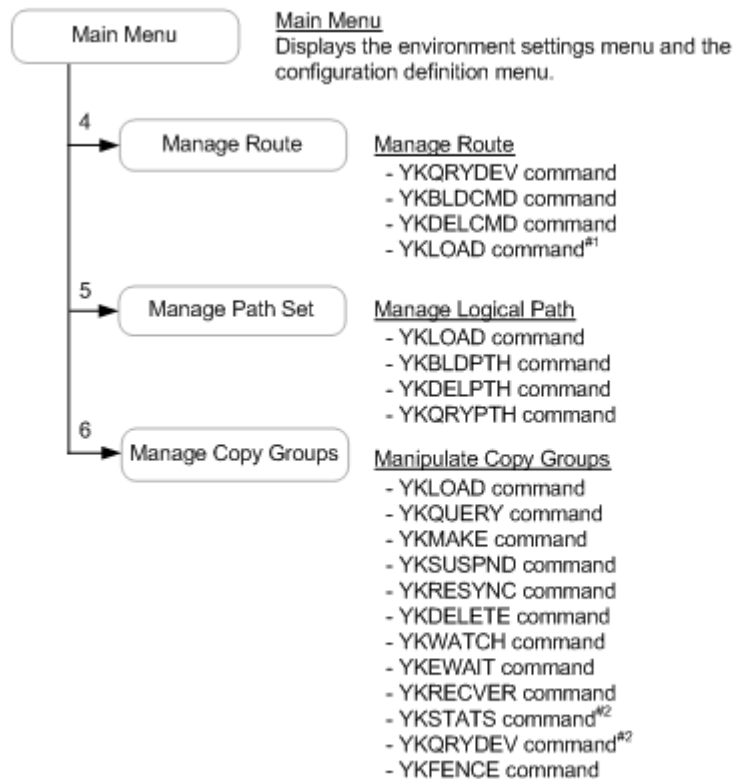 Main Menu
Main Menu
Displays the environment settings menu and the
configuration definition menu.
4
Manage Route
Manage Route
- YKQRYDEV command
- YKBLDCMD command
- YKDELCMD command
- YKLOAD command#1
5
Manage Path Set
Manage Logical Path
- YKLOAD command
- YKBLDPTH command
- YKDELPTH command
- YKQRYPTH command
6
Manage Copy Groups
Manipulate Copy Groups
- YKLOAD command
- YKQUERY command
- YKMAKE command
- YKSUSPND command
- YKRESYNC command
- YKDELETE command
- YKWATCH command
- YKEWAIT command
- YKRECVER command
- YKSTATS command#2
- YKQRYDEV command#2
- YKFENCE command